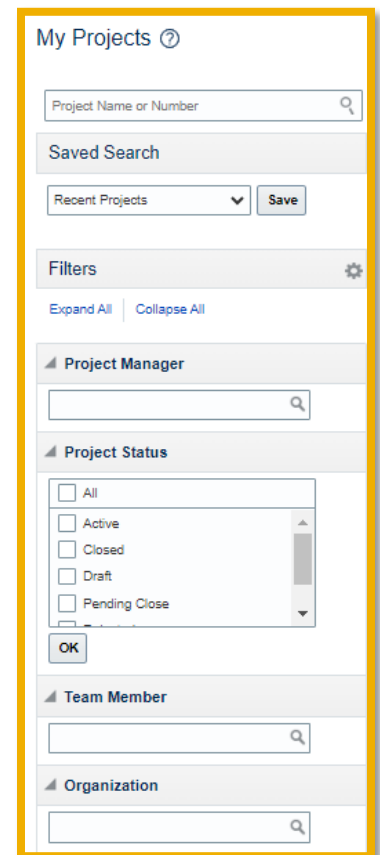 My Projects
Project Name or Number
Saved Search
Recent Projects Save
Filters
Expand All Collapse All
Project Manager
Project Status
All
Active
Closed
Draft
Pending Close
OK
Team Member
Organization